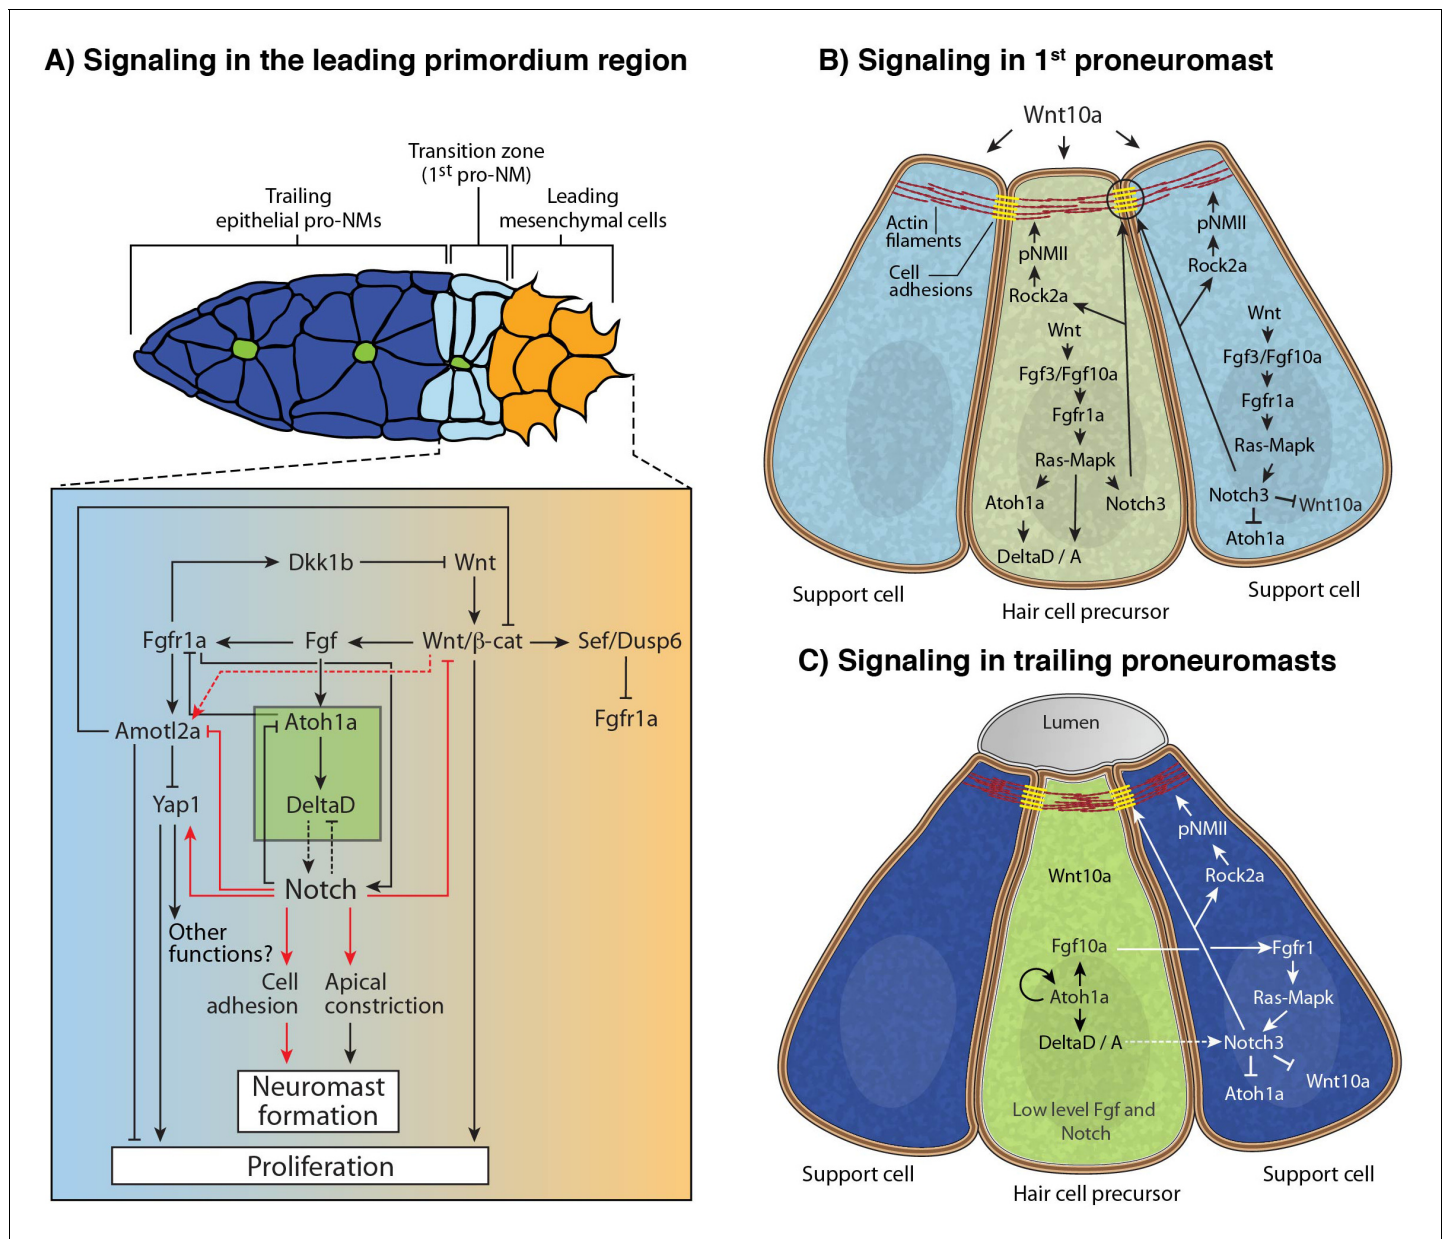 A) Signaling in the leading primordium region
Transition zone
(1st pro-NM)
Trailing
epithelial pro-NMs
Leading
mesenchymal cells
Dkk1b
Wnt
Fgfr1a
Fgf
Wnt/β-cat
Sef/Dusp6
Fgfr1a
Amotl2a
Atoh1a
Yap1
DeltaD
Notch
Other
functions?
Cell
adhesion
Apical
constriction
Neuromast
formation
Proliferation
B) Signaling in 1st proneuromast
Wnt10a
Actin
filaments
Cell
adhesions
pNMII
Rock2a
Wnt
Fgf3/Fgf10a
Fgfr1a
Ras-Mapk
Atoh1a
Notch3
DeltaD / A
pNMII
Rock2a
Wnt
Fgf3/Fgf10a
Fgfr1a
Ras-Mapk
Notch3
Wnt10a
Atoh1a
Support cell
Hair cell precursor
Support cell
C) Signaling in trailing proneuromasts
Lumen
Wnt10a
Fgf10a
Atoh1a
DeltaD / A
Low level Fgf and
Notch
pNMII
Rock2a
Fgfr1
Ras-Mapk
Notch3
Wnt10a
Atoh1a
Support cell
Hair cell precursor
Support cell